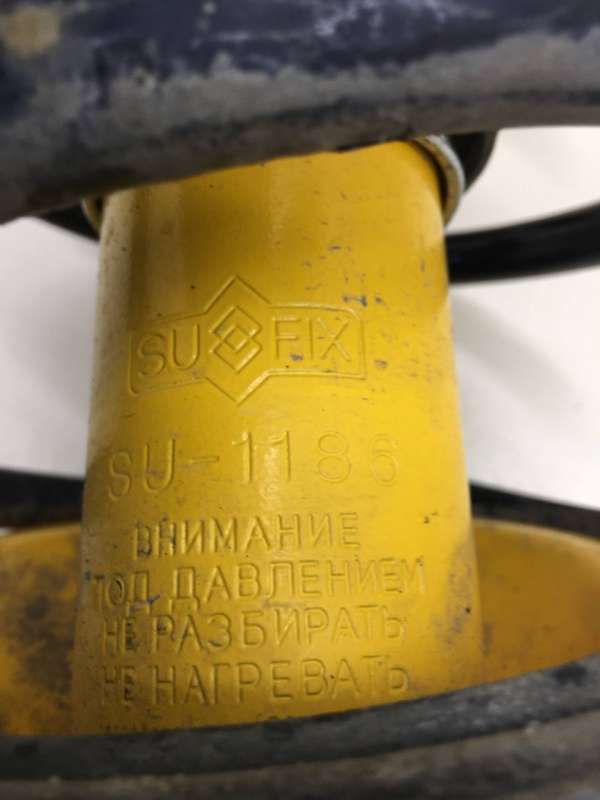 SUFIX
SU-1186
ВНИМАНИЕ
ПОД ДАВЛЕНИЕМ
НЕ РАЗБИРАТЬ
НЕ НАГРЕВАТЬ